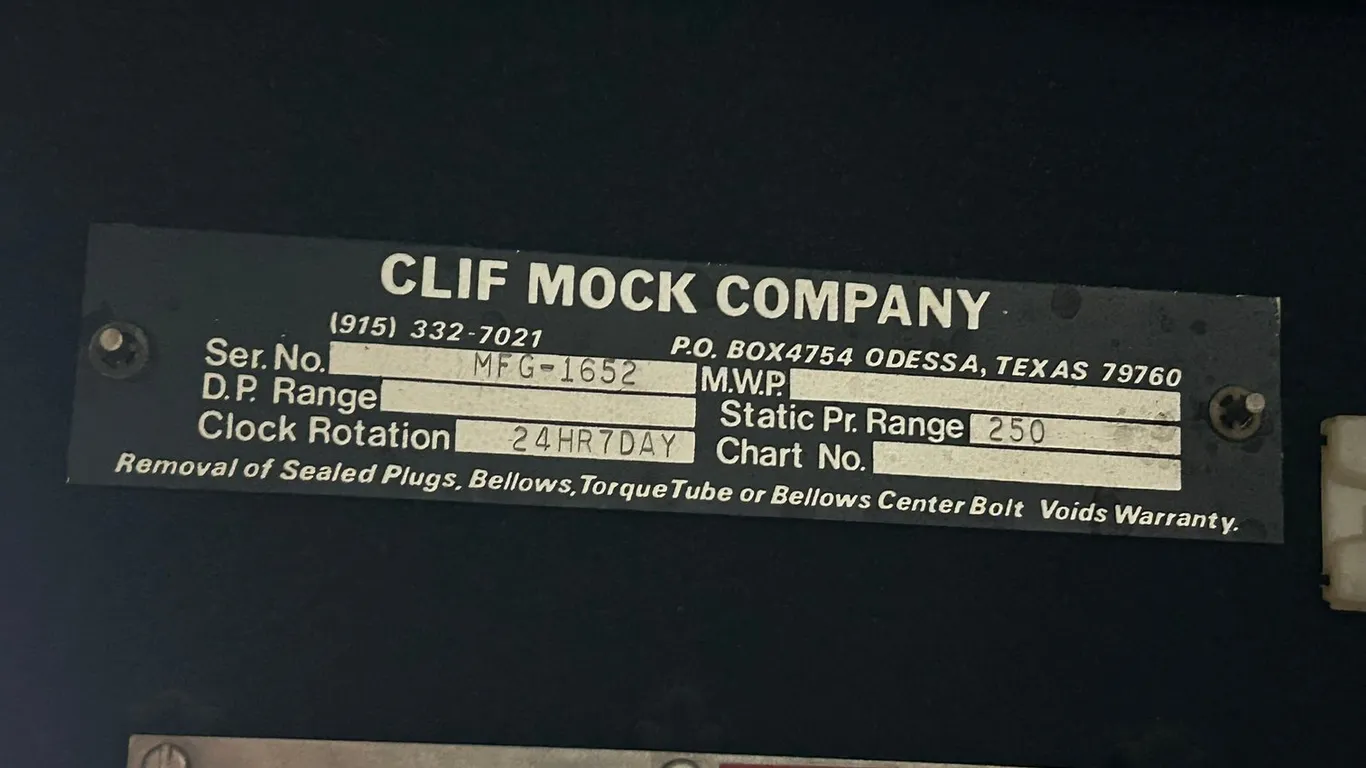 CLIF MOCK COMPANY
(915) 332-7021 P.O. BOX4754 ODESSA, TEXAS 79760
Ser. No. MFG-1652 M.W.P.
D.P. Range Static Pr. Range 250
Clock Rotation 24HR7DAY Chart No.
Removal of Sealed Plugs, Bellows, Torque Tube or Bellows Center Bolt Voids Warranty.